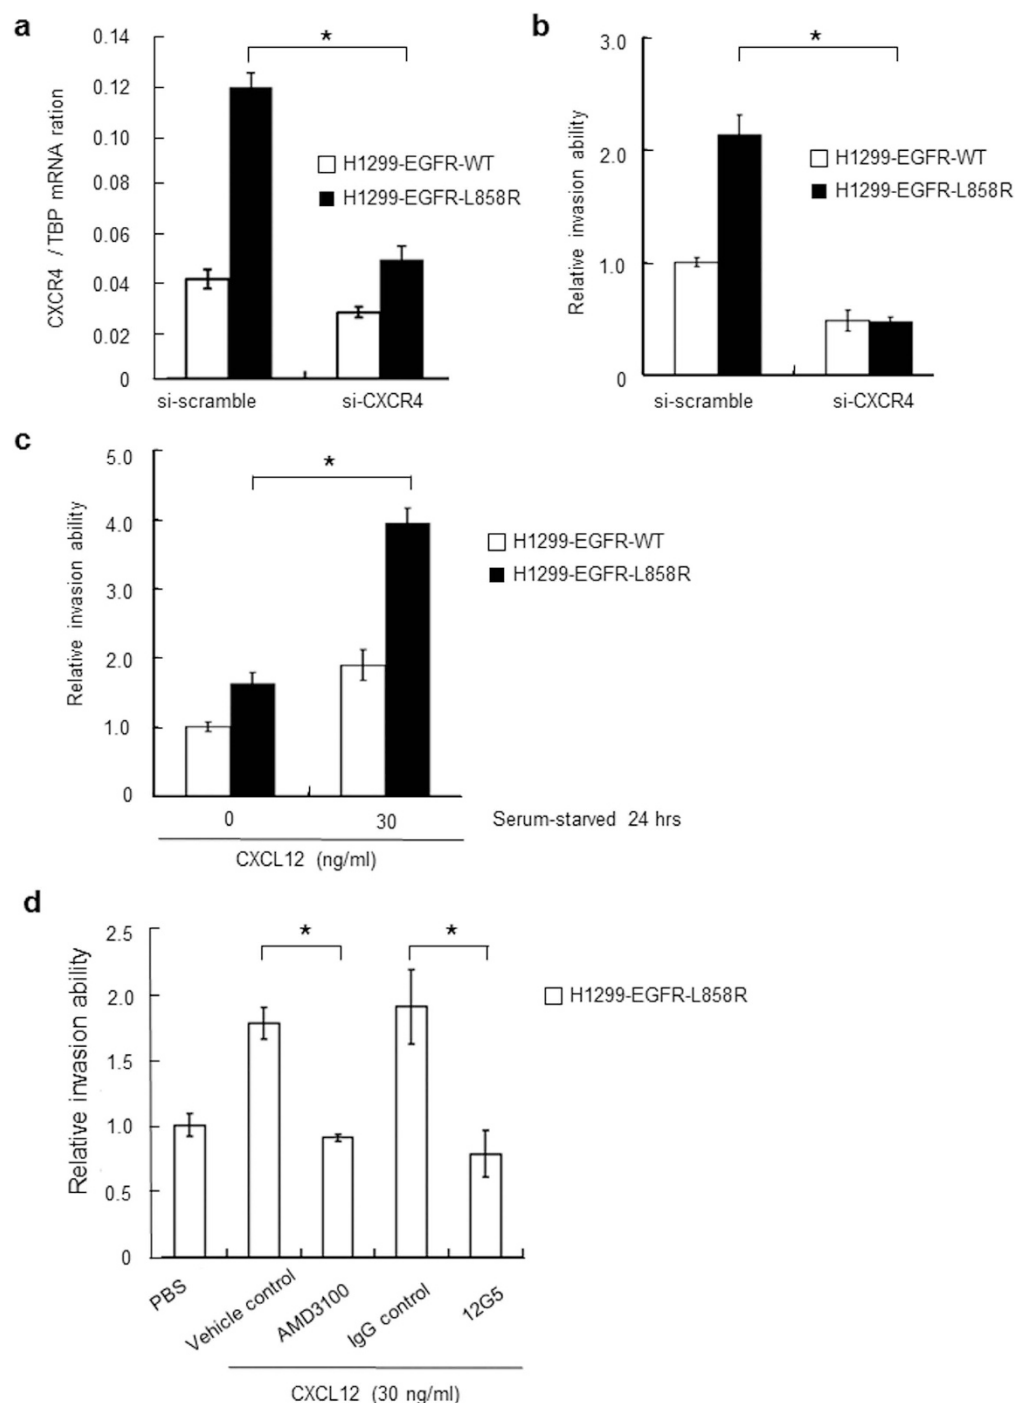 a
*
0.14
0.12
0.10
0.08
0.06
0.04
0.02
0
CXCR4 / TBP mRNA ration
H1299-EGFR-WT
H1299-EGFR-L858R
si-scramble
si-CXCR4
b
*
3.0
2.0
1.0
0
Relative invasion ability
H1299-EGFR-WT
H1299-EGFR-L858R
si-scramble
si-CXCR4
c
*
5.0
4.0
3.0
2.0
1.0
0
Relative invasion ability
H1299-EGFR-WT
H1299-EGFR-L858R
0
30
Serum-starved 24 hrs
CXCL12 (ng/ml)
d
*
*
2.5
2.0
1.5
1.0
0.5
0
Relative invasion ability
H1299-EGFR-L858R
PBS
Vehicle control
AMD3100
IgG control
12G5
CXCL12 (30 ng/ml)